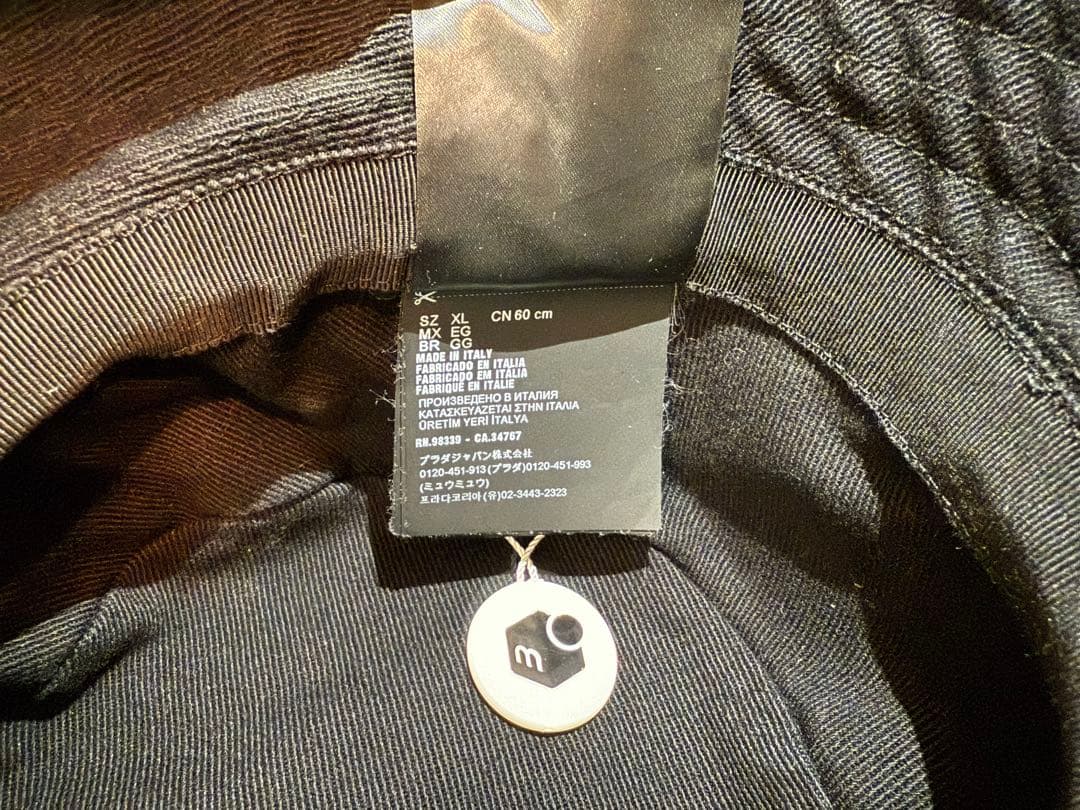 SZ XL CN 60 cm
MX EG
BR GG
MADE IN ITALY
FABRICADO EN ITALIA
FABRICADO EM ITALIA
FABRIQUÉ EN ITALIE
ПРОИЗВЕДЕНО В ИТАЛИЯ
ΚΑΤΑΣΚΕΥΑΖΕΤΑΙ ΣΤΗΝ ΙΤΑΛΙΑ
ÜRETİM YERİ İTALYA
RN.98339 - CA.34767
プラダジャパン株式会社
0120-451-913(プラダ)0120-451-993
(ミュウミュウ)
프라다코리아(유)02-3443-2323
m